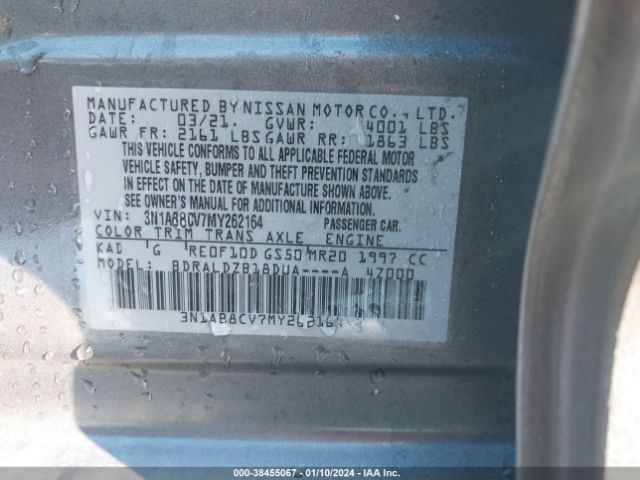 MANUFACTURED BY NISSAN MOTOR CO., LTD.
DATE: 03/21. GVWR: 4001 LBS
GAWR FR: 2161 LBS GAWR RR: 1863 LBS
THIS VEHICLE CONFORMS TO ALL APPLICABLE FEDERAL MOTOR
VEHICLE SAFETY, BUMPER AND THEFT PREVENTION STANDARDS
IN EFFECT ON THE DATE OF MANUFACTURE SHOWN ABOVE.
SEE OWNER'S MANUAL FOR ADDITIONAL INFORMATION.
VIN: 3N1AB8CV7MY262164 PASSENGER CAR.
COLOR TRIM TRANS AXLE ENGINE
KAD G RE0F10D GS50 MR20 1997 CC
MODEL: BDRALDZB18DUA----A 47000
3N1AB8CV7MY262164
000-38455067 - 01/10/2024 - IAA Inc.